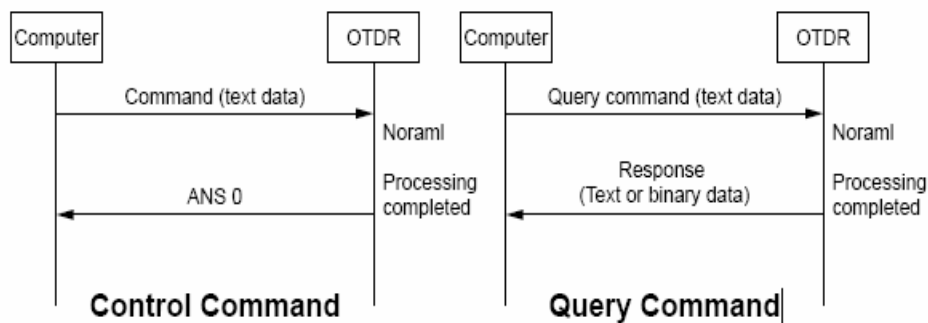 Computer
OTDR
Command (text data)
Noraml
ANS 0
Processing
completed
Control Command
Computer
OTDR
Query command (text data)
Noraml
Response
(Text or binary data)
Processing
completed
Query Command